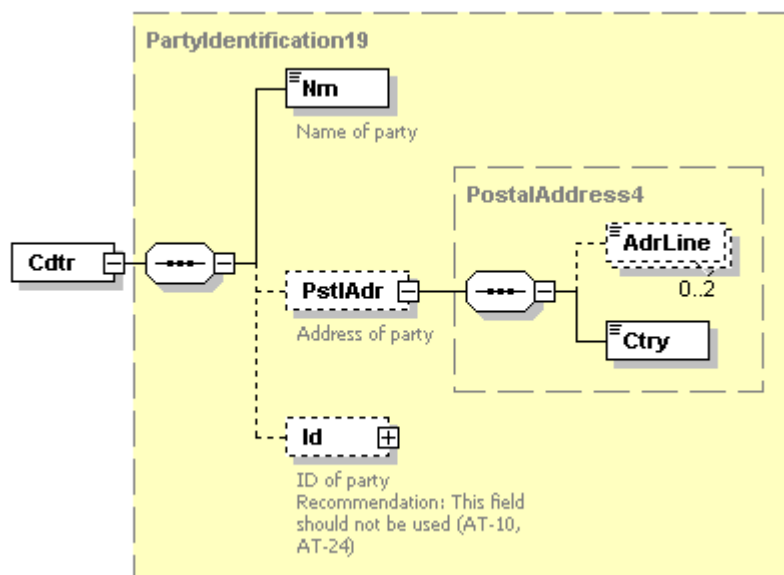 PartyIdentification19
Nm
Name of party
PostalAddress4
AdrLine
0..2
Cdtr
PstlAdr
Address of party
Ctry
Id
ID of party
Recommendation: This field
should not be used (AT-10,
AT-24)